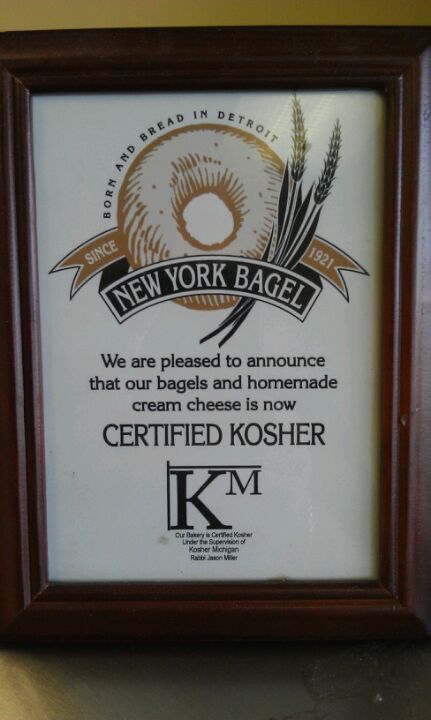 BORN AND BREAD IN DETROIT
SINCE 1921
NEW YORK BAGEL
We are pleased to announce
that our bagels and homemade
cream cheese is now
CERTIFIED KOSHER
KM
Our Bakery is Certified Kosher
Under the Supervision of
Kosher Michigan
Rabbi Jason Miller